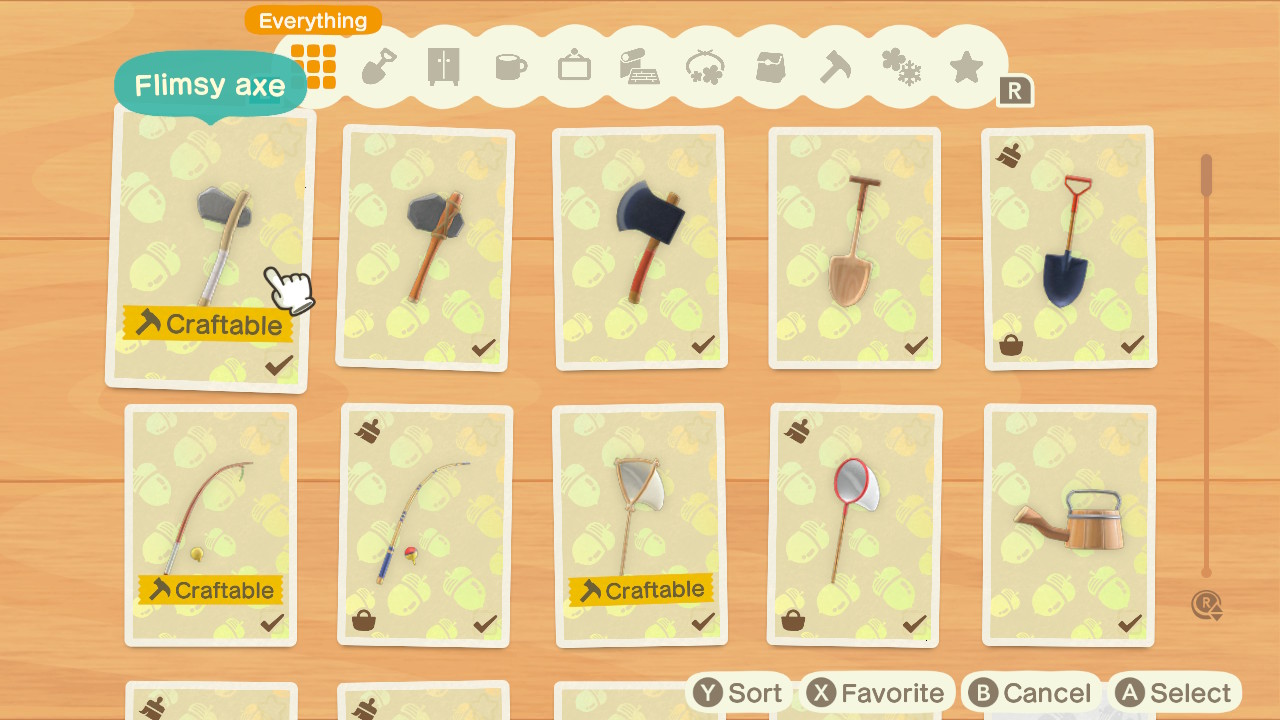 Everything
Flimsy axe
R
Craftable
Craftable
Craftable
R
Y Sort
X Favorite
B Cancel
A Select